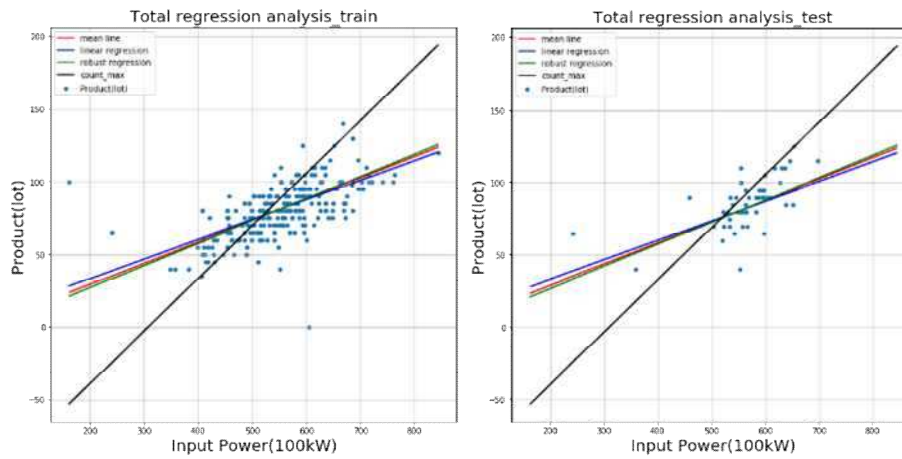 Total regression analysis_train
mean line
linear regression
robust regression
count_max
Product(lot)
200
150
100
50
0
−50
Product(lot)
200
300
400
500
600
700
800
Input Power(100kW)
Total regression analysis_test
mean line
linear regression
robust regression
count_max
Product(lot)
200
150
100
50
0
−50
Product(lot)
200
300
400
500
600
700
800
Input Power(100kW)